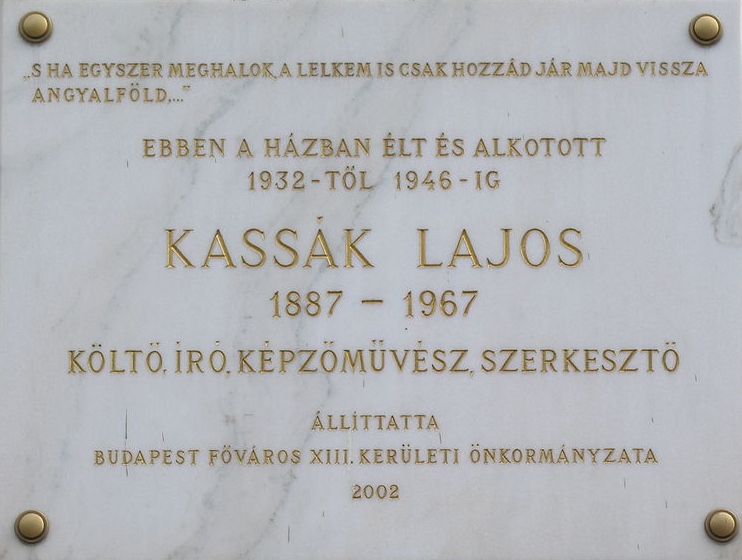 „S HA EGYSZER MEGHALOK, A LELKEM IS CSAK HOZZÁD JÁR MAJD VISSZA
ANGYALFÖLD,..."
EBBEN A HÁZBAN ÉLT ÉS ALKOTOTT
1932-TŐL 1946-IG
KASSÁK LAJOS
1887 – 1967
KÖLTŐ, ÍRÓ, KÉPZŐMŰVÉSZ, SZERKESZTŐ
ÁLLÍTTATTA
BUDAPEST FŐVÁROS XIII. KERÜLETI ÖNKORMÁNYZATA
2002